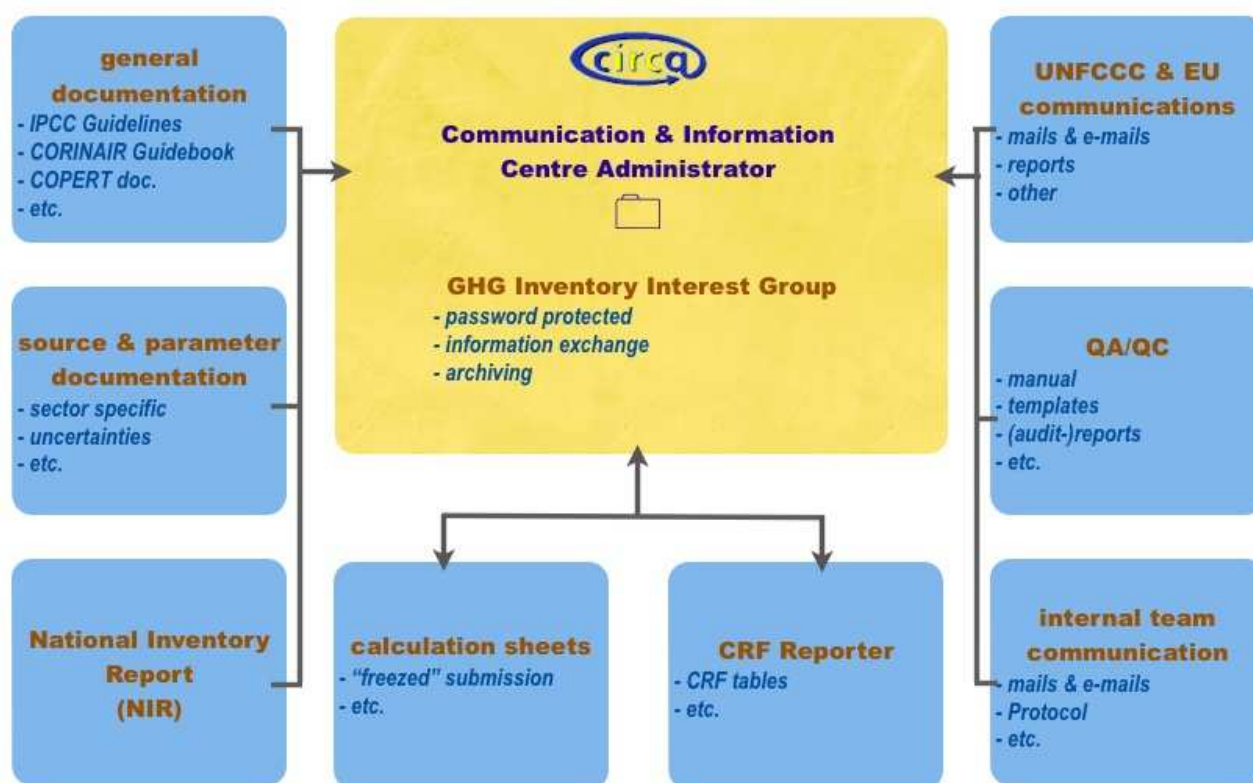 general
documentation
- IPCC Guidelines
- CORINAIR Guidebook
- COPERT doc.
- etc.
source & parameter
documentation
- sector specific
- uncertainties
- etc.
National Inventory
Report
(NIR)
circa
Communication & Information
Centre Administrator
GHG Inventory Interest Group
- password protected
- information exchange
- archiving
calculation sheets
- “freezed” submission
- etc.
CRF Reporter
- CRF tables
- etc.
UNFCCC & EU
communications
- mails & e-mails
- reports
- other
QA/QC
- manual
- templates
- (audit-)reports
- etc.
internal team
communication
- mails & e-mails
- Protocol
- etc.